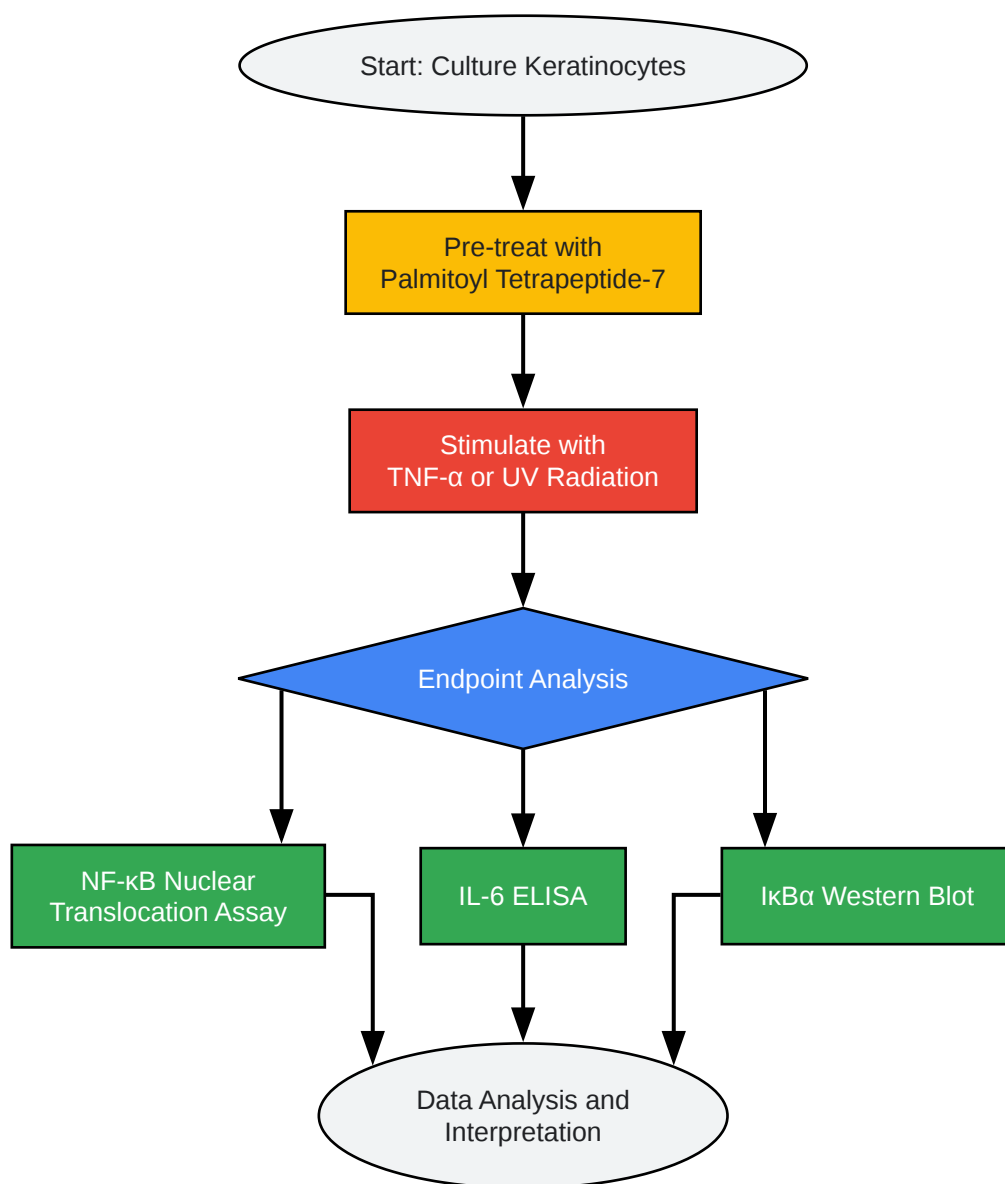 Start: Culture Keratinocytes
Pre-treat with
Palmitoyl Tetrapeptide-7
Stimulate with
TNF-α or UV Radiation
Endpoint Analysis
NF-κB Nuclear
Translocation Assay
IL-6 ELISA
IκBα Western Blot
Data Analysis and
Interpretation